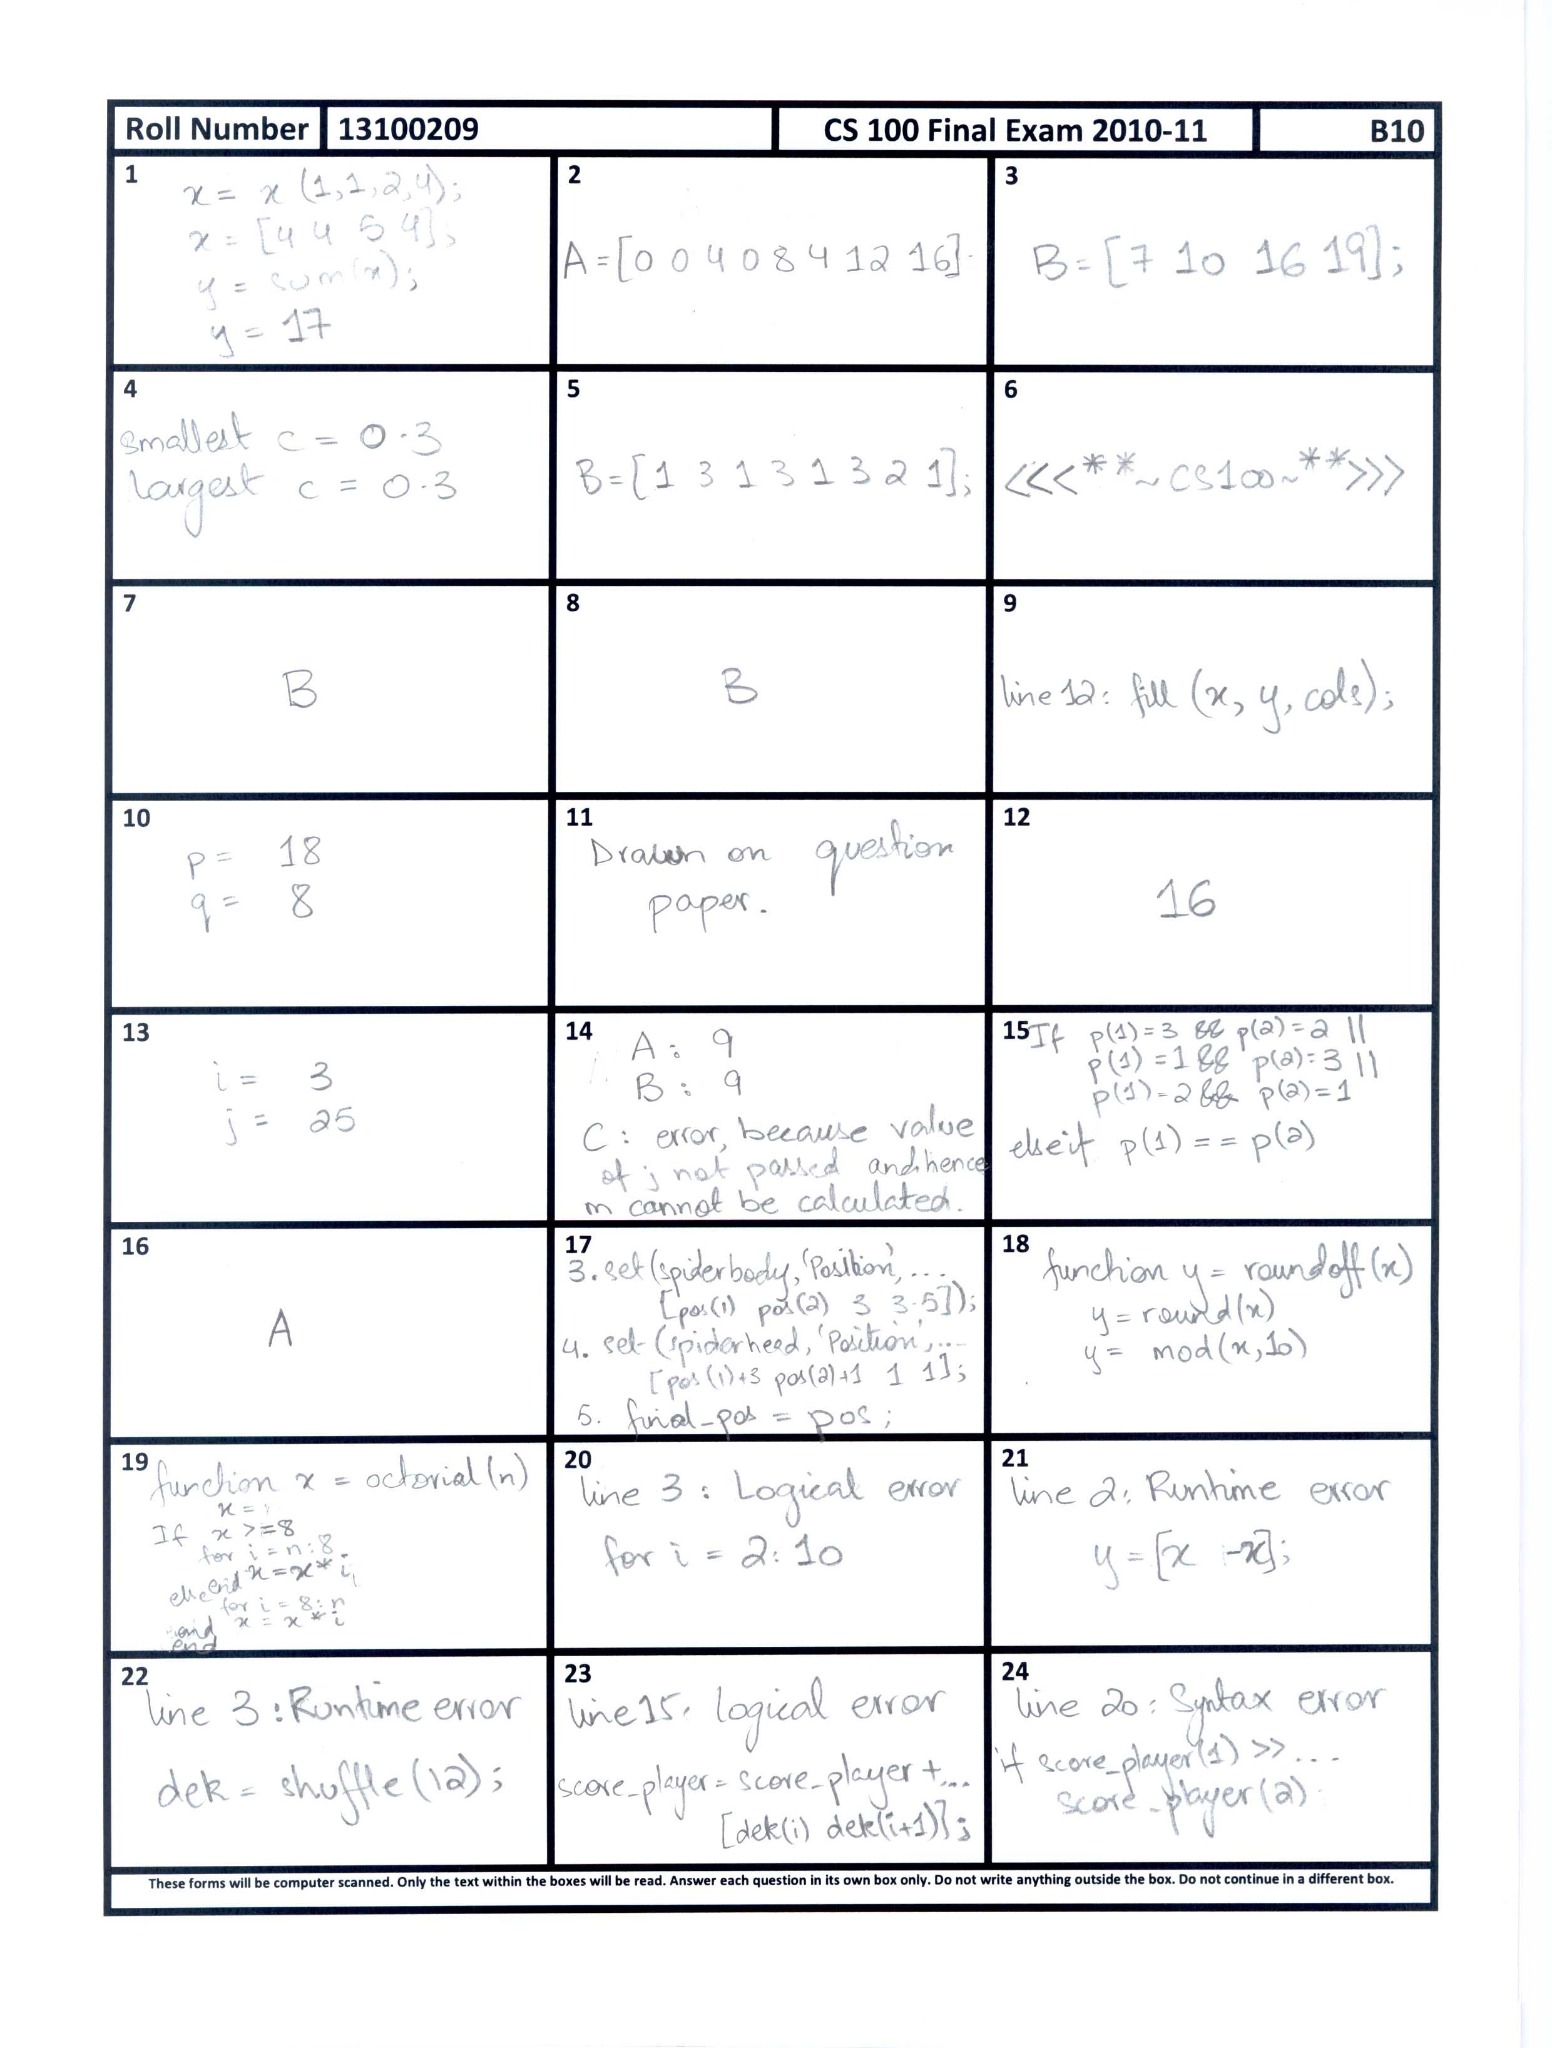 Roll Number 13100209 CS 100 Final Exam 2010-11 B10
1
x = x (1,1,2,4);
x = [4 4 5 4];
y = sum(x);
y = 17
2
A=[0 0 4 0 8 4 12 16].
3
B=[7 10 16 19];
4
smallest c = 0.3
largest c = 0.3
5
B=[1 3 1 3 1 3 2 1];
6
<<<**~CS100~**>>>
7
B
8
B
9
line 12: fill (x, y, cols);
10
p = 18
q = 8
11
Drawn on question
paper.
12
16
13
i = 3
j = 25
14
A: 9
B: 9
C: error, because value
of j not passed and hence
m cannot be calculated.
15 If p(1)=3 && p(2)=2 ||
p(1)=1 && p(2)=3 ||
p(1)=2 && p(2)=1
elseif p(1) == p(2)
16
A
17
3. set(spiderbody,'Position',...
[pos(1) pos(2) 3 3.5]);
4. set (spiderhead, 'Position',...
[pos(1)+3 pos(2)+1 1 1];
5. final_pos = pos;
18
function y = roundoff(x)
y = round(x)
y = mod(x,10)
19
function x = octorial(n)
x =
If x >=8
for i = n:8
x = x * i,
for i = 8:n
x = x * i
end
end
20
line 3: Logical error
for i = 2:10
21
line 2: Runtime error
y = [x -x];
22
line 3: Runtime error
dek = shuffle(12);
23
line 15. logical error
score_player = score_player +...
[dek(i) dek(i+1)];
24
line 20: Syntax error
if score_player(1) >> ...
score_player(2)
These forms will be computer scanned. Only the text within the boxes will be read. Answer each question in its own box only. Do not write anything outside the box. Do not continue in a different box.